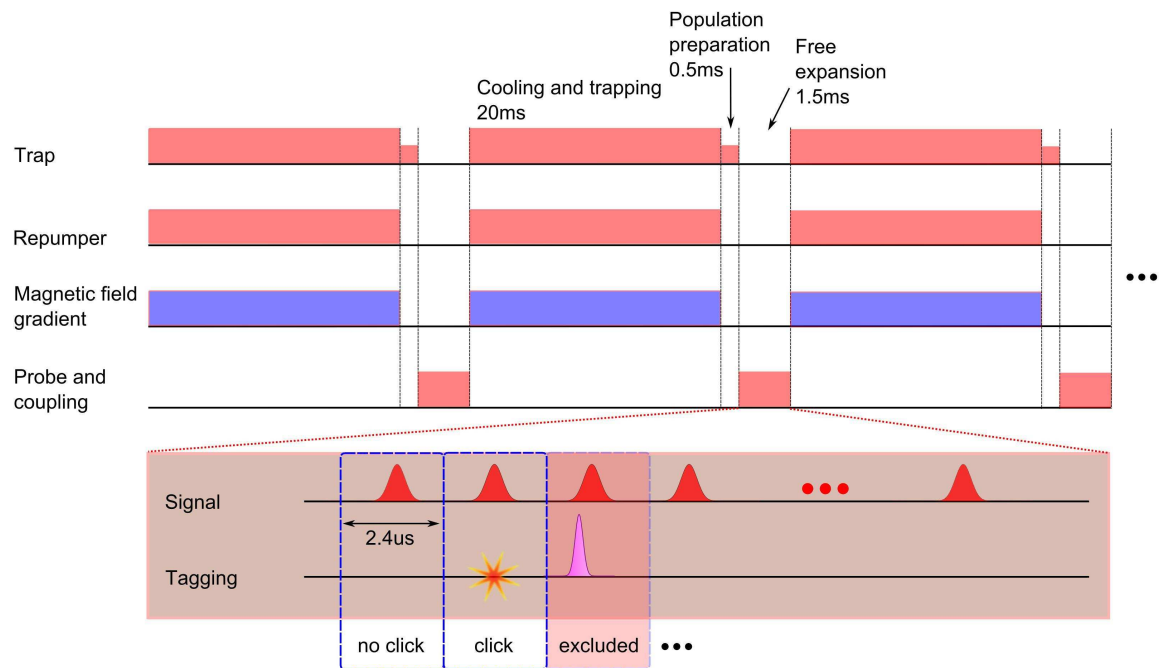 Population
preparation
0.5ms
Free
expansion
1.5ms
Cooling and trapping
20ms
Trap
Repumper
Magnetic field
gradient
Probe and
coupling
Signal
2.4us
Tagging
no click
click
excluded